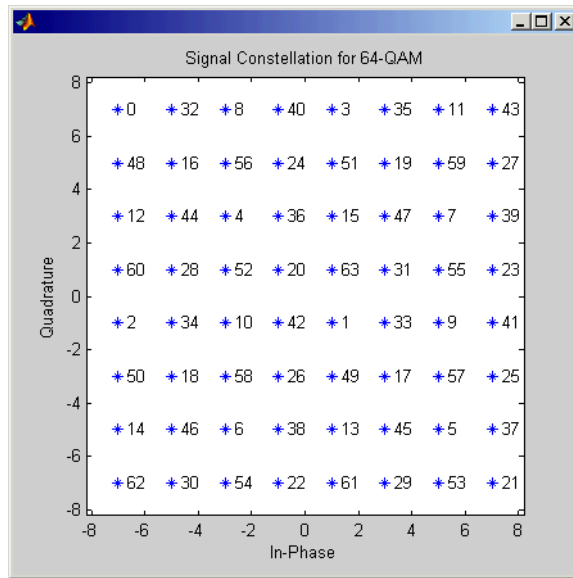 Signal Constellation for 64-QAM
8
0 32 8 40 3 35 11 43
6
48 16 56 24 51 19 59 27
4
12 44 4 36 15 47 7 39
2
60 28 52 20 63 31 55 23
0
Quadrature
2 34 10 42 1 33 9 41
-2
50 18 58 26 49 17 57 25
-4
14 46 6 38 13 45 5 37
-6
62 30 54 22 61 29 53 21
-8
-8 -6 -4 -2 0 2 4 6 8
In-Phase